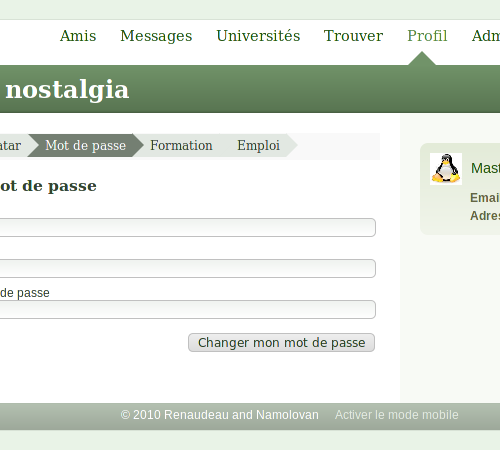 Amis Messages Universités Trouver Profil Adm
nostalgia
atar Mot de passe Formation Emploi
ot de passe
Mast
Emai
Adres
de passe
Changer mon mot de passe
© 2010 Renaudeau and Namolovan Activer le mode mobile